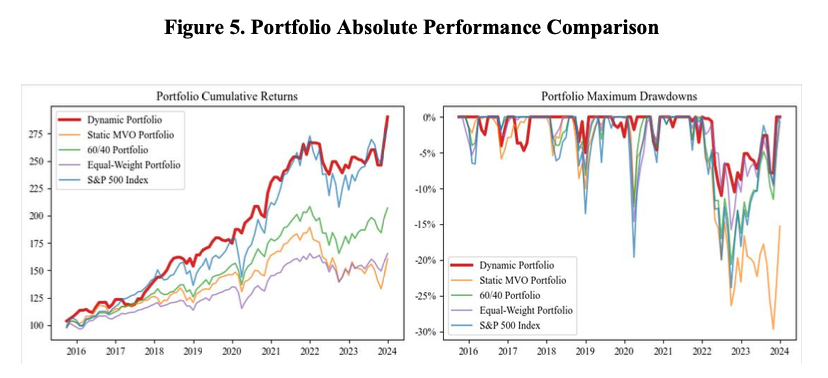 Figure 5. Portfolio Absolute Performance Comparison
Portfolio Cumulative Returns
Dynamic Portfolio
Static MVO Portfolio
60/40 Portfolio
Equal-Weight Portfolio
S&P 500 Index
275
250
225
200
175
150
125
100
2016 2017 2018 2019 2020 2021 2022 2023 2024
Portfolio Maximum Drawdowns
0%
-5%
-10%
-15%
-20%
-25%
-30%
Dynamic Portfolio
Static MVO Portfolio
60/40 Portfolio
Equal-Weight Portfolio
S&P 500 Index
2016 2017 2018 2019 2020 2021 2022 2023 2024